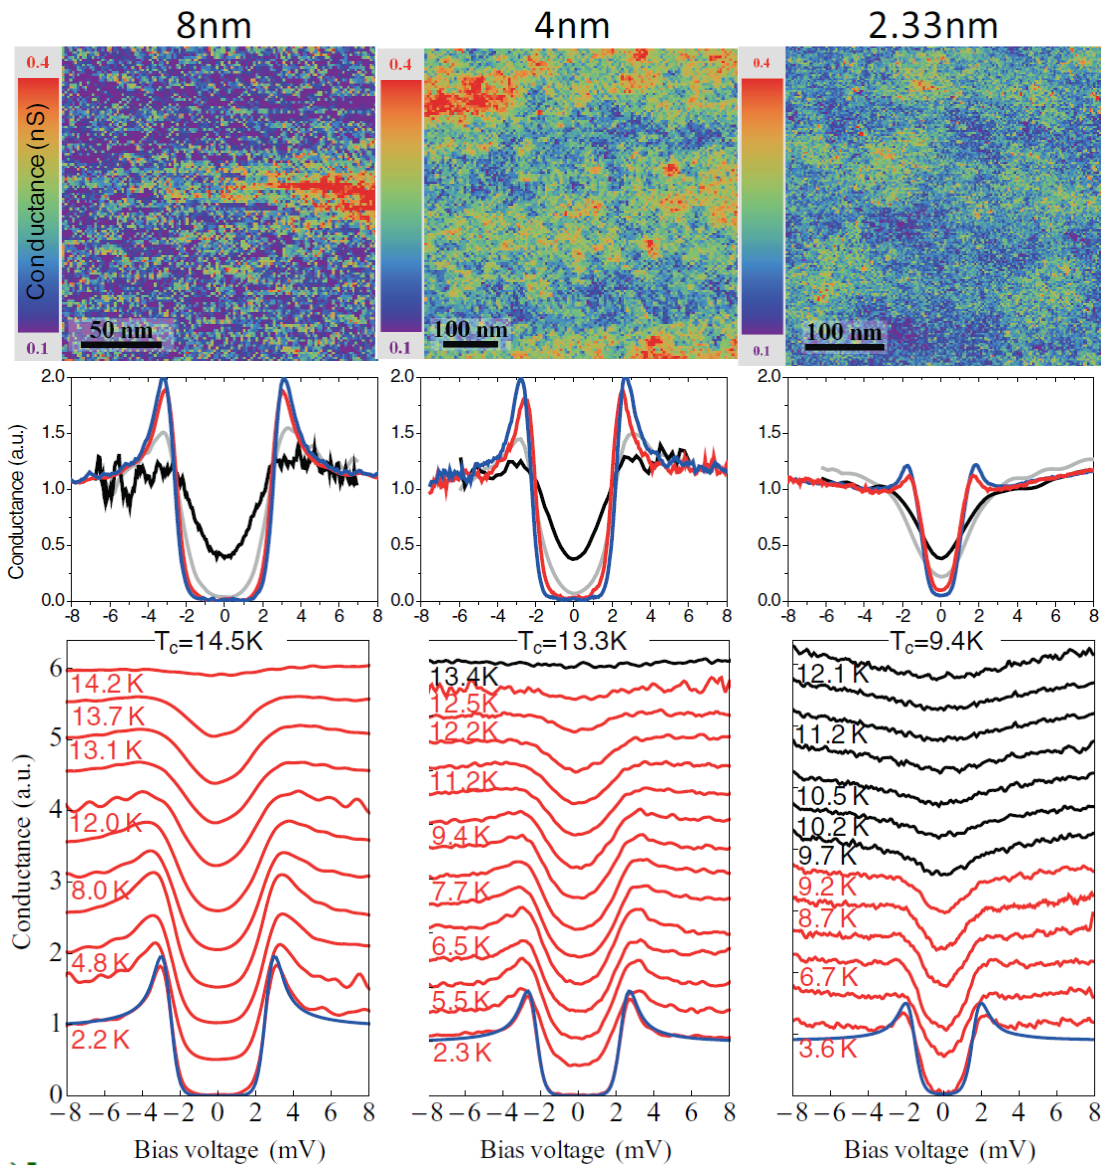 8nm 4nm 2.33nm
0.4 0.4 0.4
Conductance (nS)
50 nm 100 nm 100 nm
0.1 0.1 0.1
2.0 2.0 2.0
1.5 1.5 1.5
1.0 1.0 1.0
0.5 0.5 0.5
0.0 0.0 0.0
Conductance (a.u.)
-8 -6 -4 -2 0 2 4 6 8 -8 -6 -4 -2 0 2 4 6 8 -8 -6 -4 -2 0 2 4 6 8
Tc=14.5K Tc=13.3K Tc=9.4K
6
5
4
3
2
1
0
Conductance (a.u.)
14.2 K
13.7 K
13.1 K
12.0 K
8.0 K
4.8 K
2.2 K
13.4K
12.5K
12.2K
11.2K
9.4 K
7.7 K
6.5 K
5.5 K
2.3 K
12.1 K
11.2 K
10.5 K
10.2 K
9.7 K
9.2 K
8.7 K
6.7 K
3.6 K
−8 −6 −4 −2 0 2 4 6 8 −8 −6 −4 −2 0 2 4 6 8 −8 −6 −4 −2 0 2 4 6 8
Bias voltage (mV) Bias voltage (mV) Bias voltage (mV)